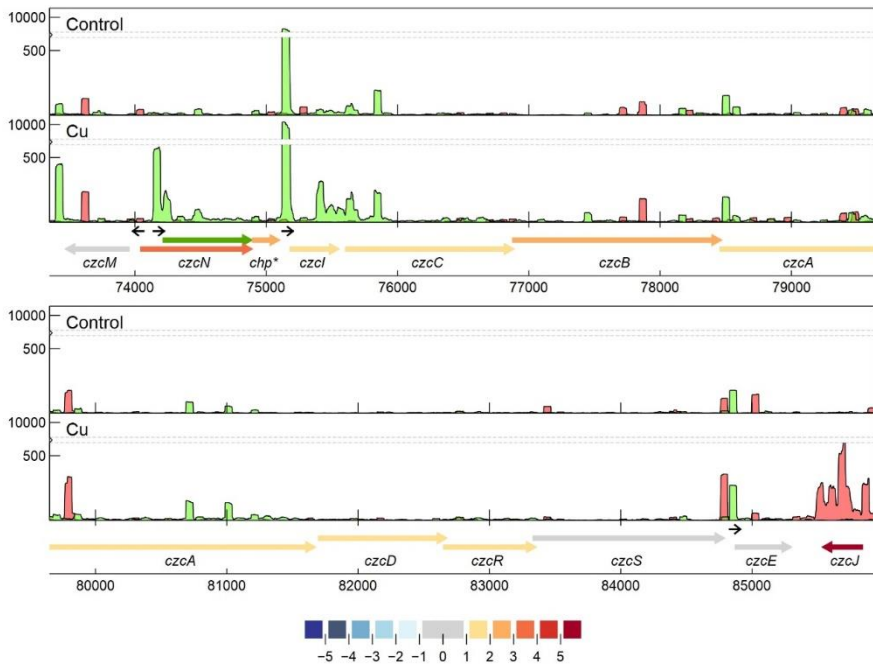 10000
Control
500
10000
Cu
500
czcM
czcN
chp*
czcI
czcC
czcB
czcA
74000 75000 76000 77000 78000 79000
10000
Control
500
10000
Cu
500
czcA
czcD
czcR
czcS
czcE
czcJ
80000 81000 82000 83000 84000 85000
−5 −4 −3 −2 −1 0 1 2 3 4 5